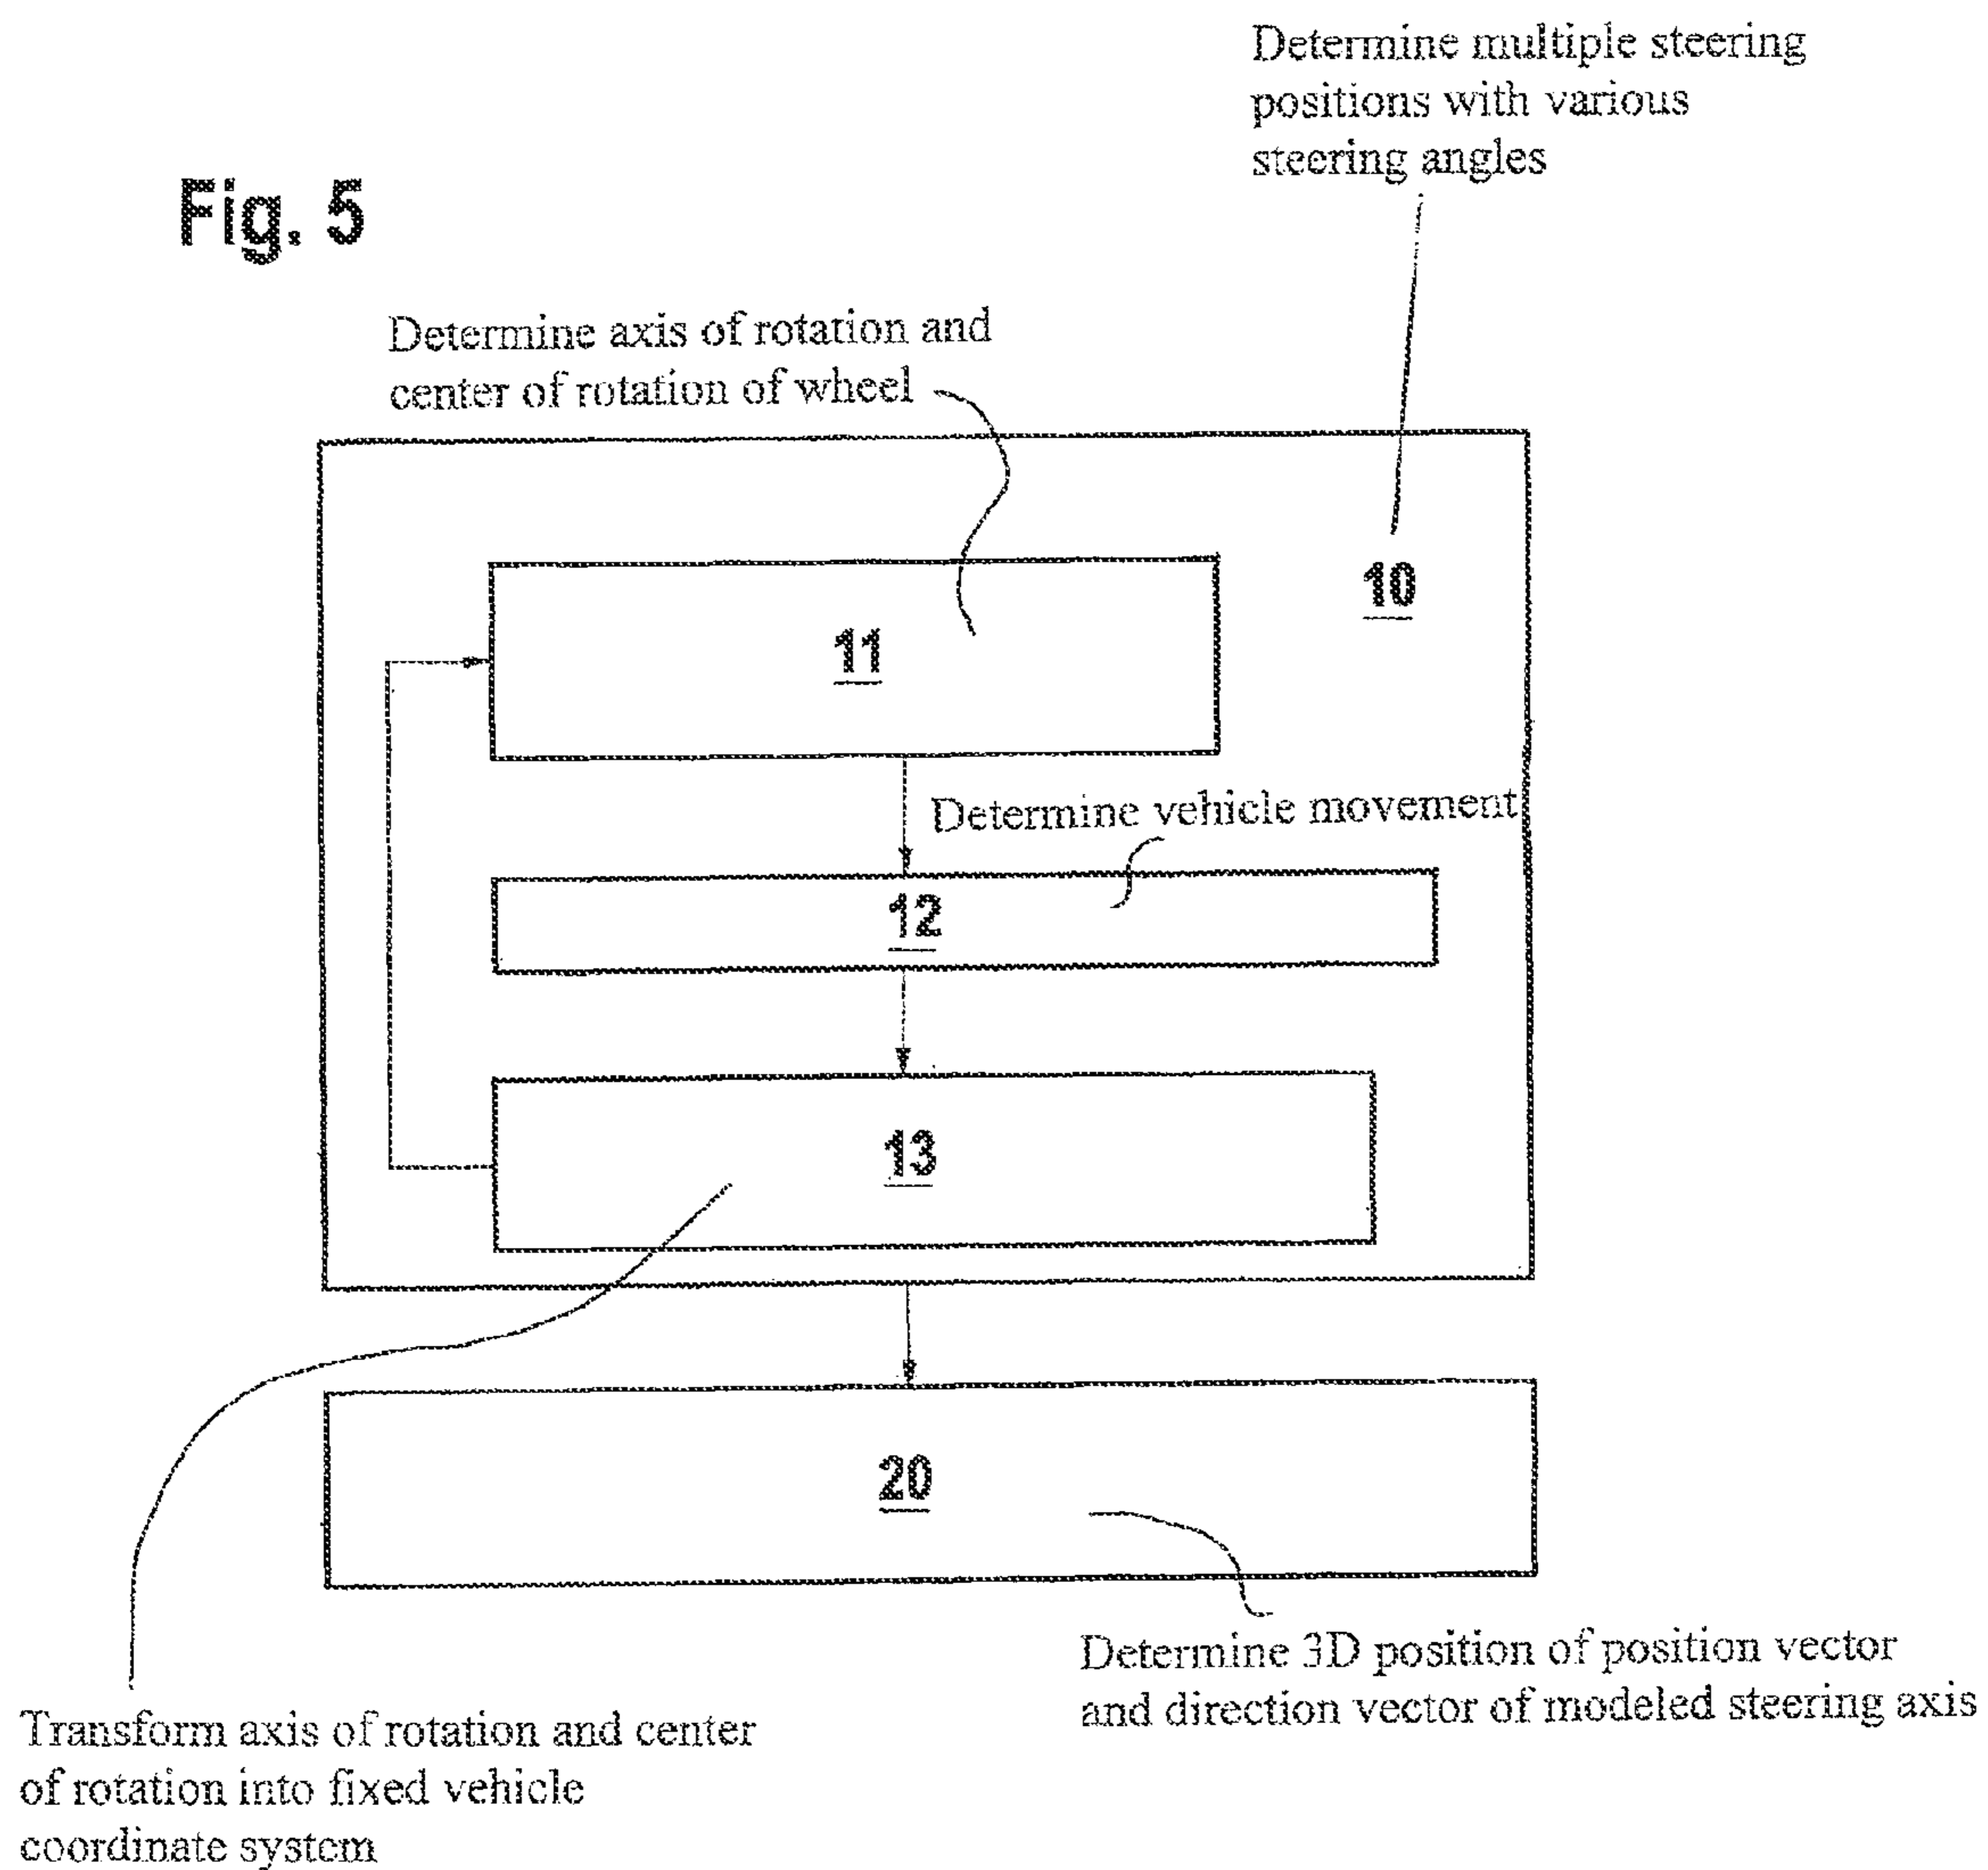 Determine multiple steering
positions with various
steering angles
Fig. 5
Determine axis of rotation and
center of rotation of wheel
10
11
Determine vehicle movement
12
13
20
Determine 3D position of position vector
and direction vector of modeled steering axis
Transform axis of rotation and center
of rotation into fixed vehicle
coordinate system